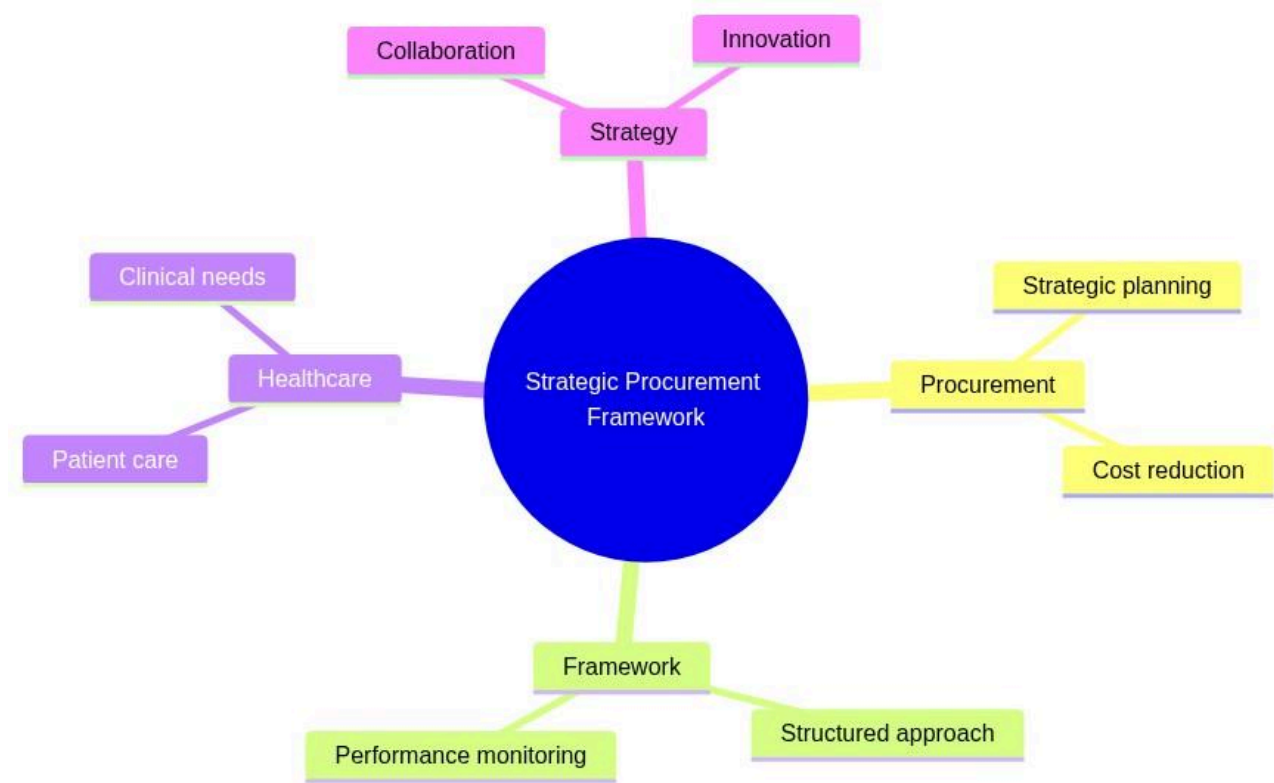 Collaboration
Innovation
Strategy
Clinical needs
Strategic planning
Healthcare
Strategic Procurement
Framework
Procurement
Patient care
Cost reduction
Framework
Structured approach
Performance monitoring